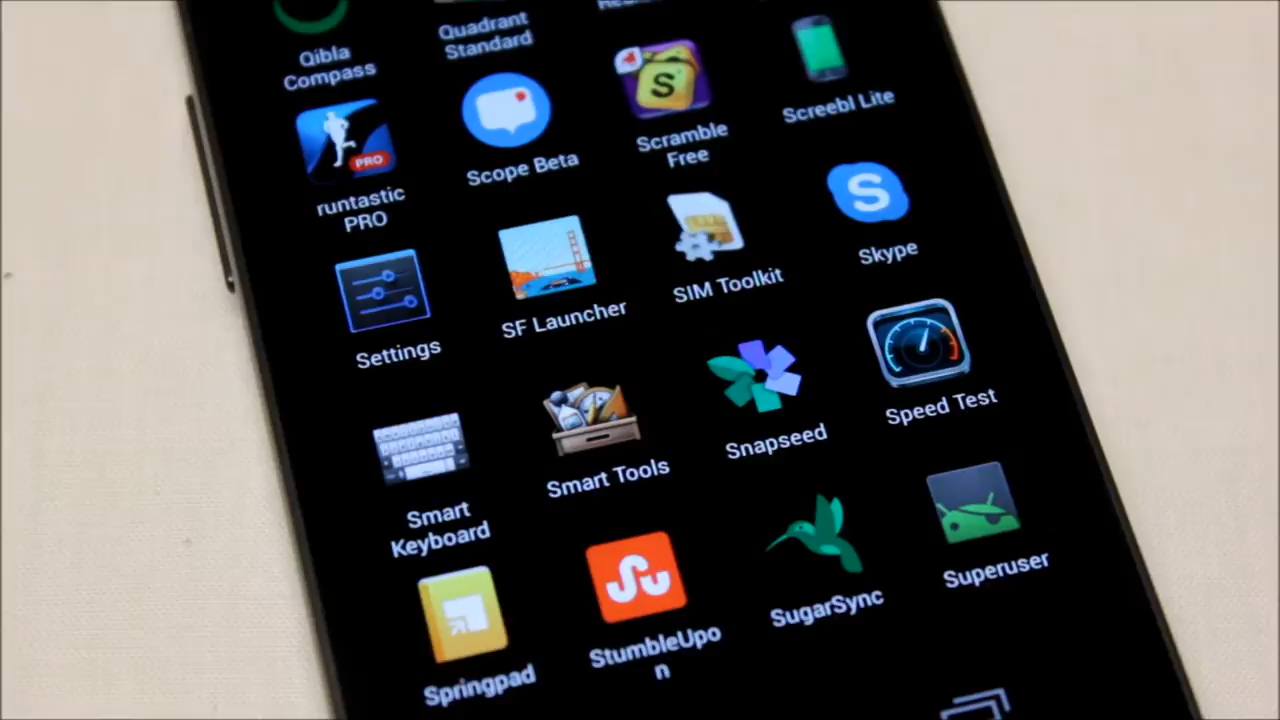 Qibla
Compass
Quadrant
Standard
runtastic
PRO
PRO
Scope Beta
S
Scramble
Free
Screebl Lite
Settings
SF Launcher
SIM Toolkit
S
Skype
Smart
Keyboard
Smart Tools
Snapseed
Speed Test
Springpad
StumbleUpo
n
SugarSync
Superuser